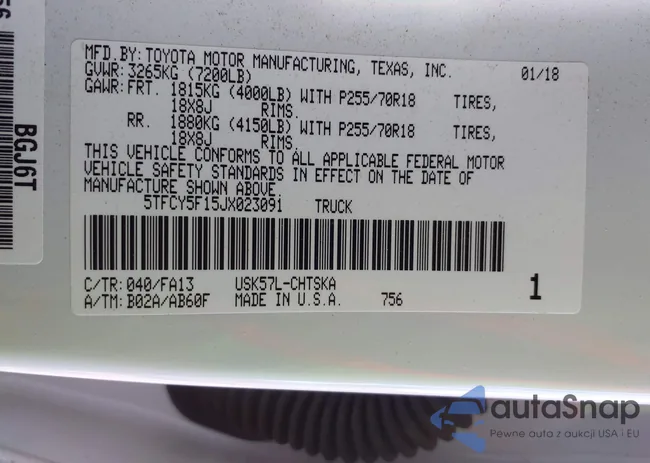 56
BGJ6T
MFD.BY: TOYOTA MOTOR MANUFACTURING, TEXAS, INC. 01/18
GVWR: 3265KG (7200LB)
GAWR: FRT. 1815KG (4000LB) WITH P255/70R18 TIRES,
18X8J RIMS.
RR. 1880KG (4150LB) WITH P255/70R18 TIRES,
18X8J RIMS.
THIS VEHICLE CONFORMS TO ALL APPLICABLE FEDERAL MOTOR
VEHICLE SAFETY STANDARDS IN EFFECT ON THE DATE OF
MANUFACTURE SHOWN ABOVE.
5TFCY5F15JX023091 TRUCK
C/TR: 040/FA13 USK57L-CHTSKA
A/TM: B02A/AB60F MADE IN U.S.A. 756 1
autaSnap
Pewne auta z aukcji USA i EU